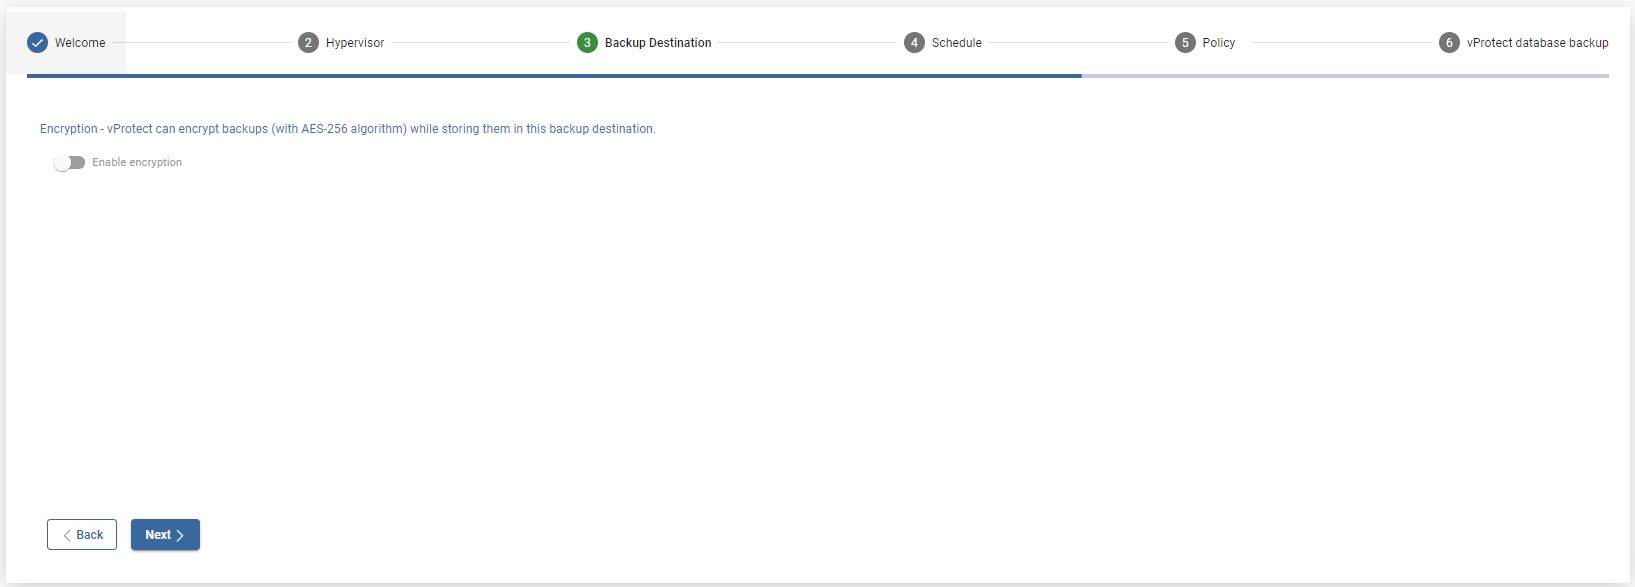 Welcome
2 Hypervisor
3 Backup Destination
4 Schedule
5 Policy
6 vProtect database backup
Encryption - vProtect can encrypt backups (with AES-256 algorithm) while storing them in this backup destination.
Enable encryption
Back
Next